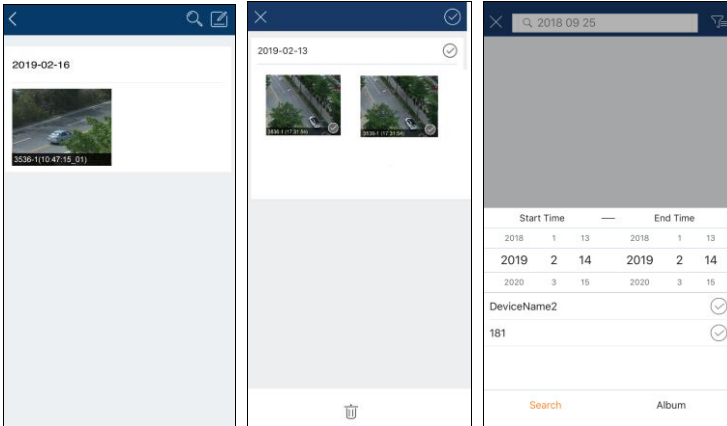 2019-02-16
3536-1(10:47:15_01)
2019-02-13
3536-1 (17:31:54)
3536-1 (17:31:54)
2018 09 25
Start Time — End Time
2018 1 13 2018 1 13
2019 2 14 2019 2 14
2020 3 15 2020 3 15
DeviceName2
181
Search Album